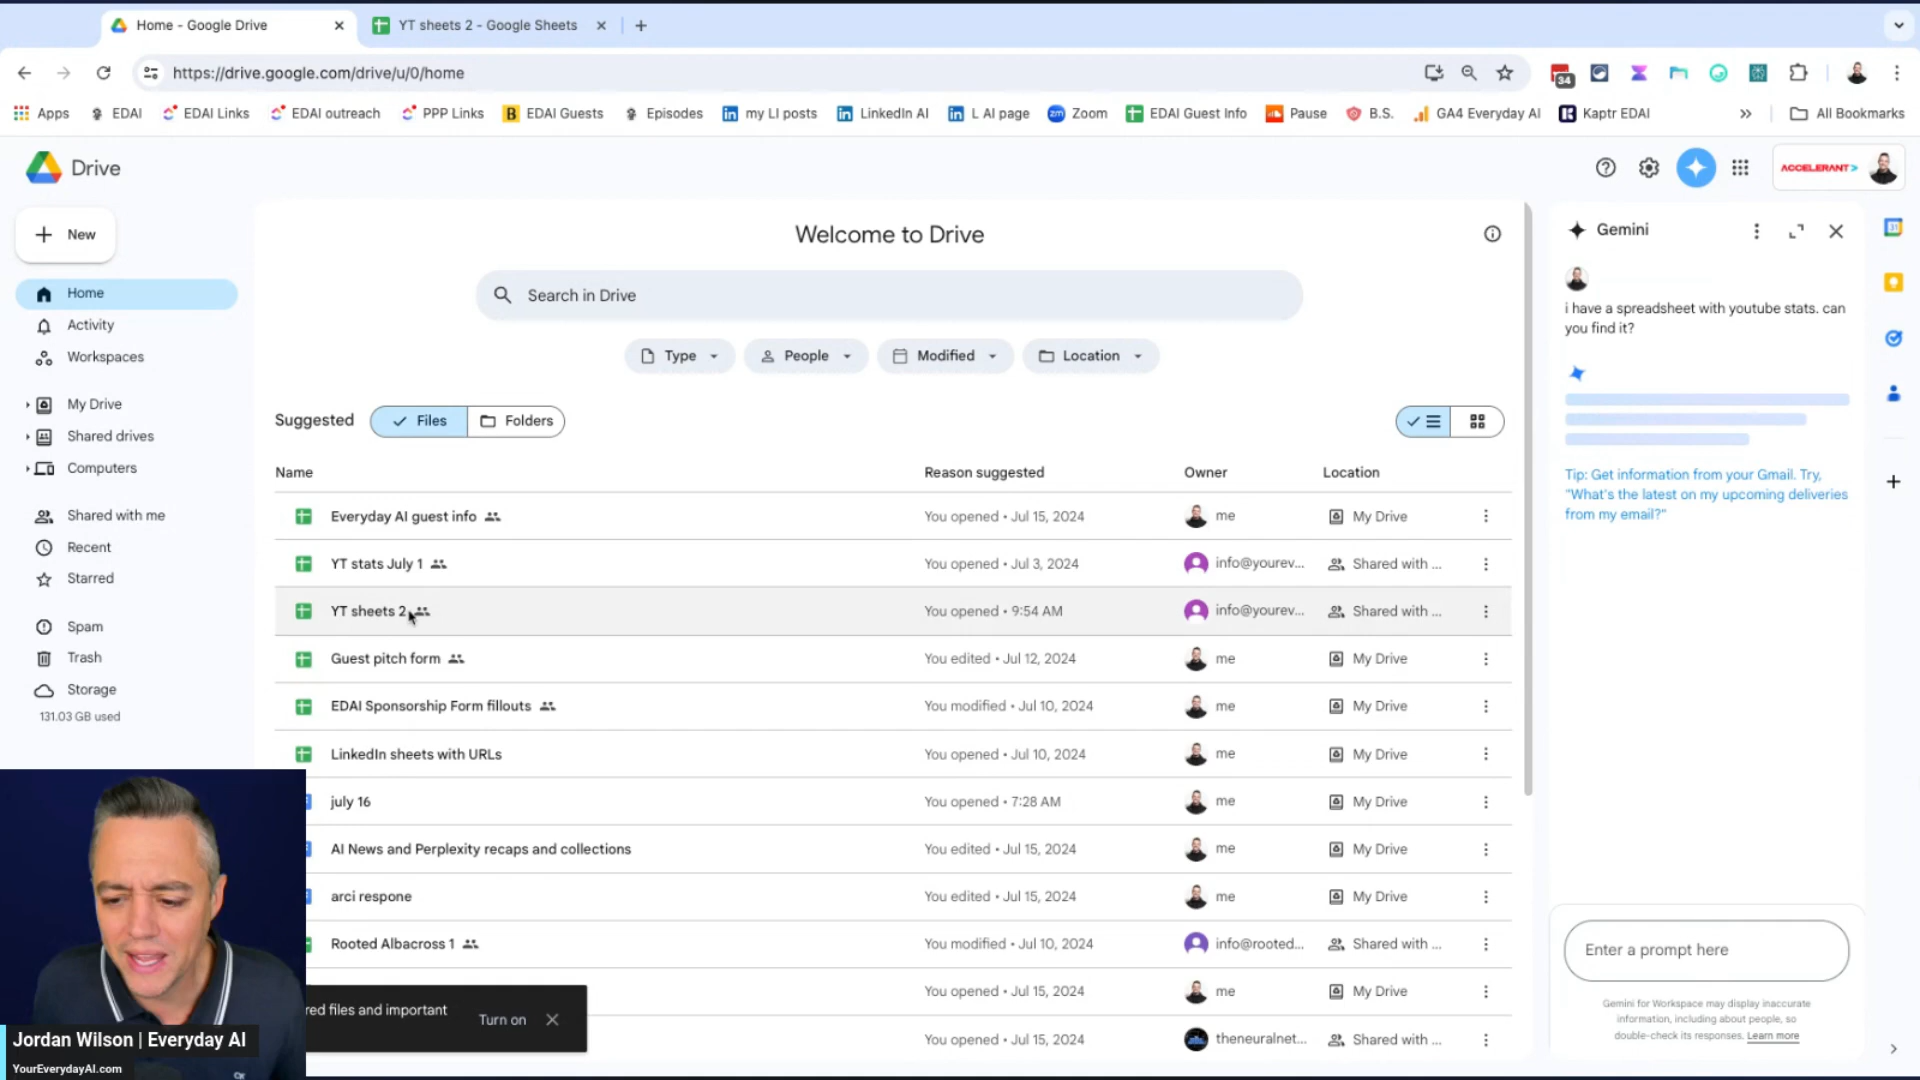 Home - Google Drive
YT sheets 2 - Google Sheets
https://drive.google.com/drive/u/0/home
34
Apps
EDAI
EDAI Links
EDAI outreach
PPP Links
EDAI Guests
Episodes
my LI posts
LinkedIn AI
L AI page
Zoom
EDAI Guest Info
Pause
B.S.
GA4 Everyday AI
Kaptr EDAI
All Bookmarks
Drive
ACCELERANT>
New
Home
Activity
Workspaces
My Drive
Shared drives
Computers
Shared with me
Recent
Starred
Spam
Trash
Storage
131.03 GB used
Welcome to Drive
Search in Drive
Type
People
Modified
Location
Suggested
Files
Folders
Name Reason suggested Owner Location
Everyday AI guest info You opened • Jul 15, 2024 me My Drive
YT stats July 1 You opened • Jul 3, 2024 info@yourev... Shared with ...
YT sheets 2 You opened • 9:54 AM info@yourev... Shared with ...
Guest pitch form You edited • Jul 12, 2024 me My Drive
EDAI Sponsorship Form fillouts You modified • Jul 10, 2024 me My Drive
LinkedIn sheets with URLs You opened • Jul 10, 2024 me My Drive
july 16 You opened • 7:28 AM me My Drive
AI News and Perplexity recaps and collections You edited • Jul 15, 2024 me My Drive
arci respone You edited • Jul 15, 2024 me My Drive
Rooted Albacross 1 You modified • Jul 10, 2024 info@rooted... Shared with ...
You opened • Jul 15, 2024 me My Drive
You opened • Jul 15, 2024 theneuralnet... Shared with ...
red files and important
Turn on
Jordan Wilson | Everyday AI
YourEverydayAI.com
Gemini
i have a spreadsheet with youtube stats. can
you find it?
Tip: Get information from your Gmail. Try,
"What's the latest on my upcoming deliveries
from my email?"
Enter a prompt here
Gemini for Workspace may display inaccurate
information, including about people, so
double-check its responses. Learn more